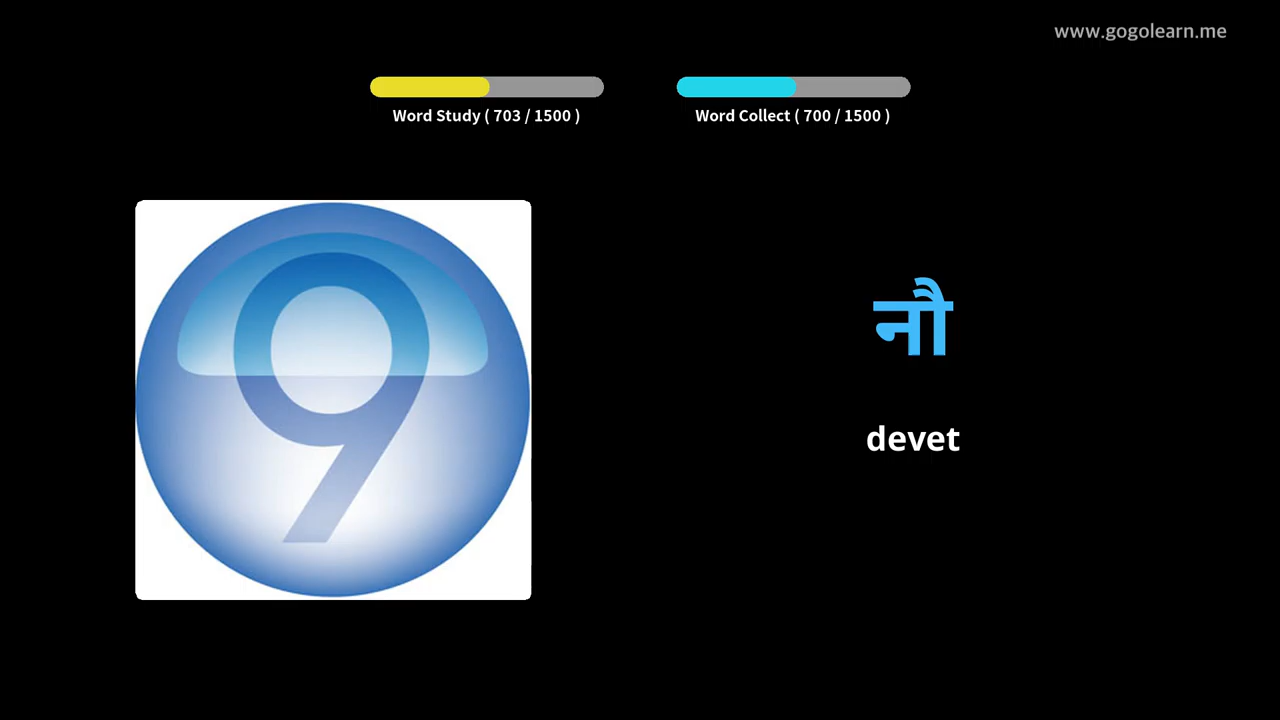 www.gogolearn.me
Word Study ( 703 / 1500 )
Word Collect ( 700 / 1500 )
9
नौ
devet